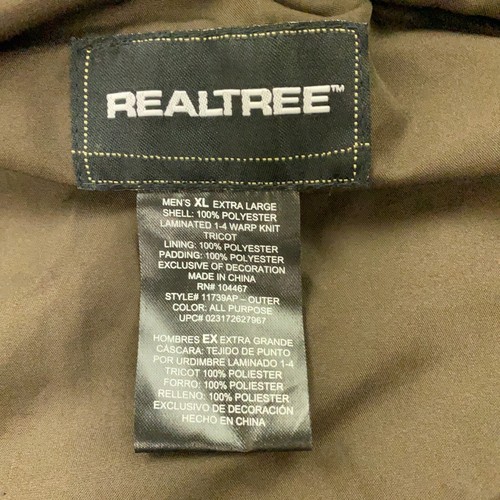 REALTREE™
MEN'S XL EXTRA LARGE
SHELL: 100% POLYESTER
LAMINATED 1-4 WARP KNIT
TRICOT
LINING: 100% POLYESTER
PADDING: 100% POLYESTER
EXCLUSIVE OF DECORATION
MADE IN CHINA
RN# 104467
STYLE# 11739AP – OUTER
COLOR: ALL PURPOSE
UPC# 023172627967
HOMBRES EX EXTRA GRANDE
CÁSCARA: TEJIDO DE PUNTO
POR URDIMBRE LAMINADO 1-4
TRICOT 100% POLIESTER
FORRO: 100% POLIESTER
RELLENO: 100% POLIESTER
EXCLUSIVO DE DECORACIÓN
HECHO EN CHINA